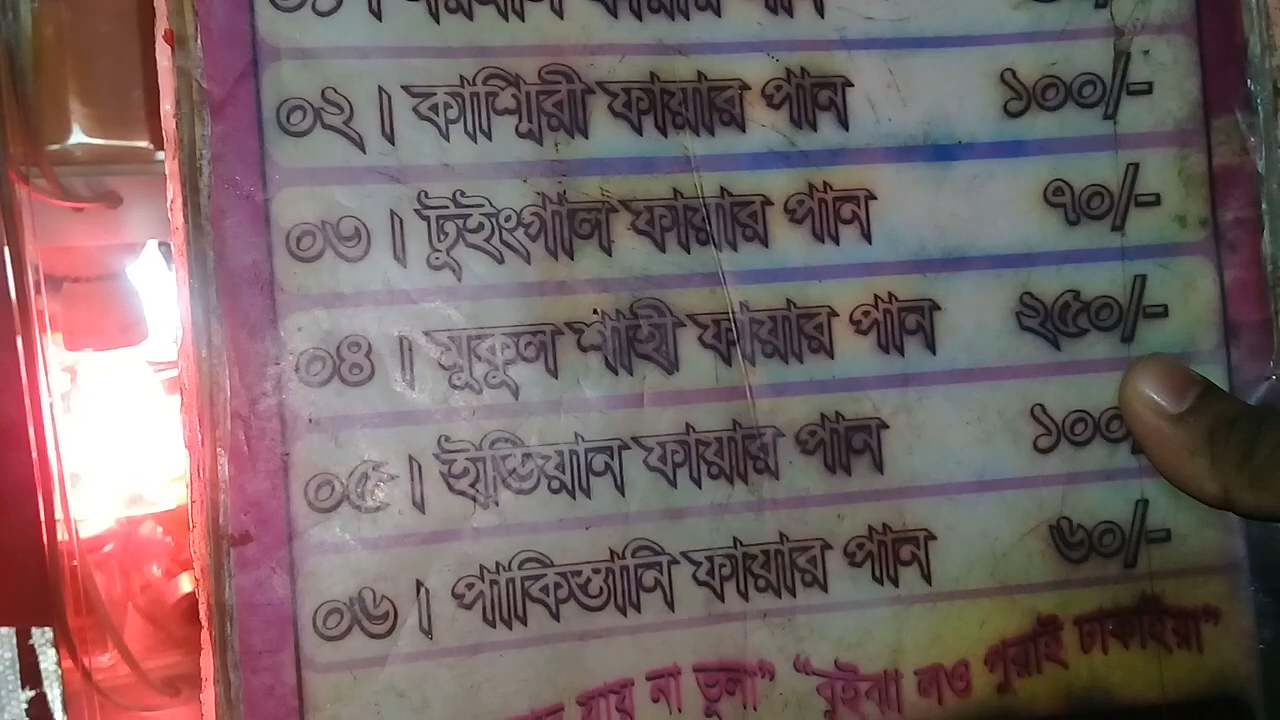 ফায়ার পান
০২। কাশ্মিরী ফায়ার পান ১০০/-
০৩। টুইংগাল ফায়ার পান ৭০/-
০৪। মুকুল শাহী ফায়ার পান ২৫০/-
০৫। ইন্ডিয়ান ফায়ার পান ১০০
০৬। পাকিস্তানি ফায়ার পান ৬০/-
যায় না ভুলা” “বুইঝা লও পুরাই ঢাকাইয়া”